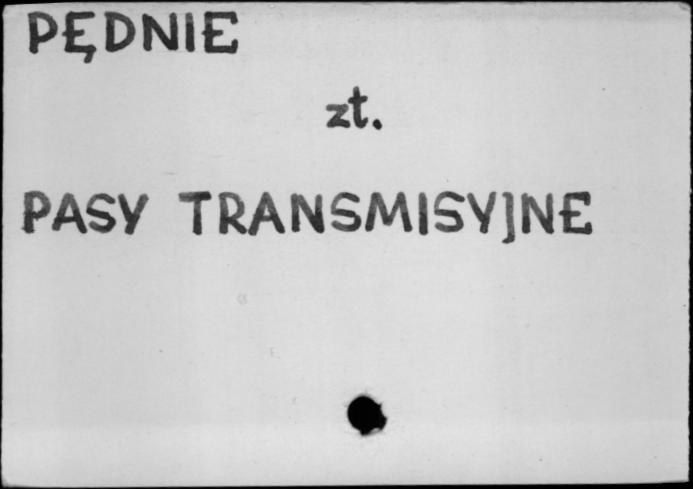 PĘDNIE
zt.
PASY TRANSMISYJNE